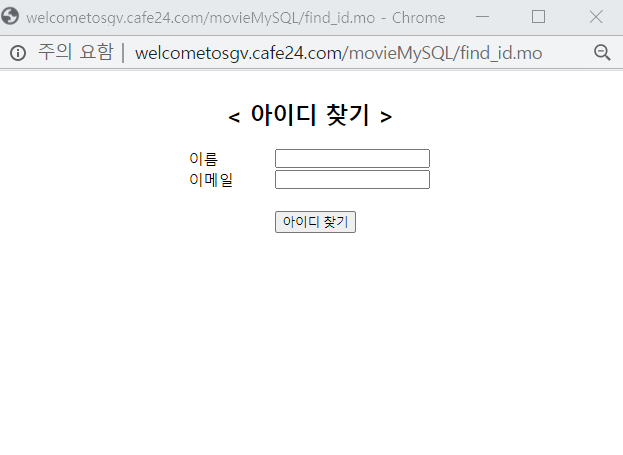 welcometosgv.cafe24.com/movieMySQL/find_id.mo - Chrome
주의 요함 | welcometosgv.cafe24.com/movieMySQL/find_id.mo
< 아이디 찾기 >
이름
이메일
아이디 찾기